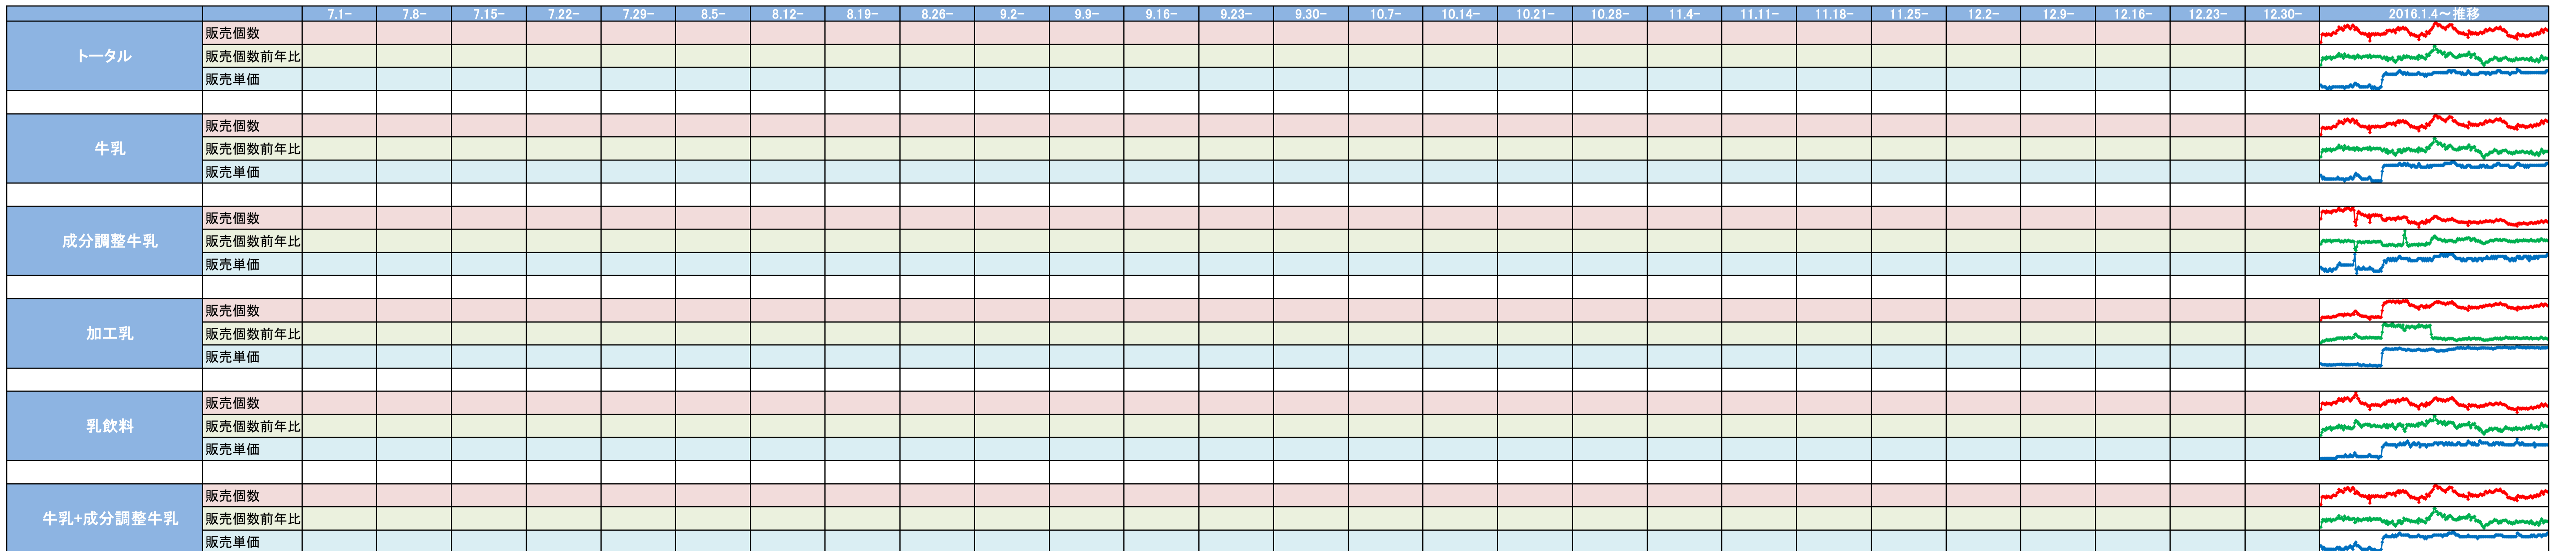 7.1- 7.8- 7.15- 7.22- 7.29- 8.5- 8.12- 8.19- 8.26- 9.2- 9.9- 9.16- 9.23- 9.30- 10.7- 10.14- 10.21- 10.28- 11.4- 11.11- 11.18- 11.25- 12.2- 12.9- 12.16- 12.23- 12.30- 2016.1.4～推移
トータル
販売個数
販売個数前年比
販売単価
牛乳
販売個数
販売個数前年比
販売単価
成分調整牛乳
販売個数
販売個数前年比
販売単価
加工乳
販売個数
販売個数前年比
販売単価
乳飲料
販売個数
販売個数前年比
販売単価
牛乳+成分調整牛乳
販売個数
販売個数前年比
販売単価